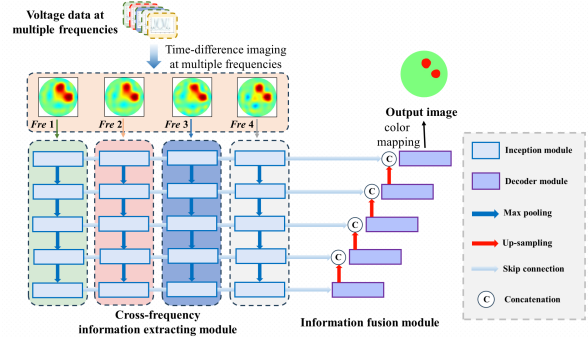 Voltage data at
multiple frequencies
Time-difference imaging
at multiple frequencies
Fre 1
Fre 2
Fre 3
Fre 4
Output image
color
mapping
C
C
C
C
Inception module
Decoder module
Max pooling
Up-sampling
Skip connection
C
Concatenation
Cross-frequency
information extracting module
Information fusion module